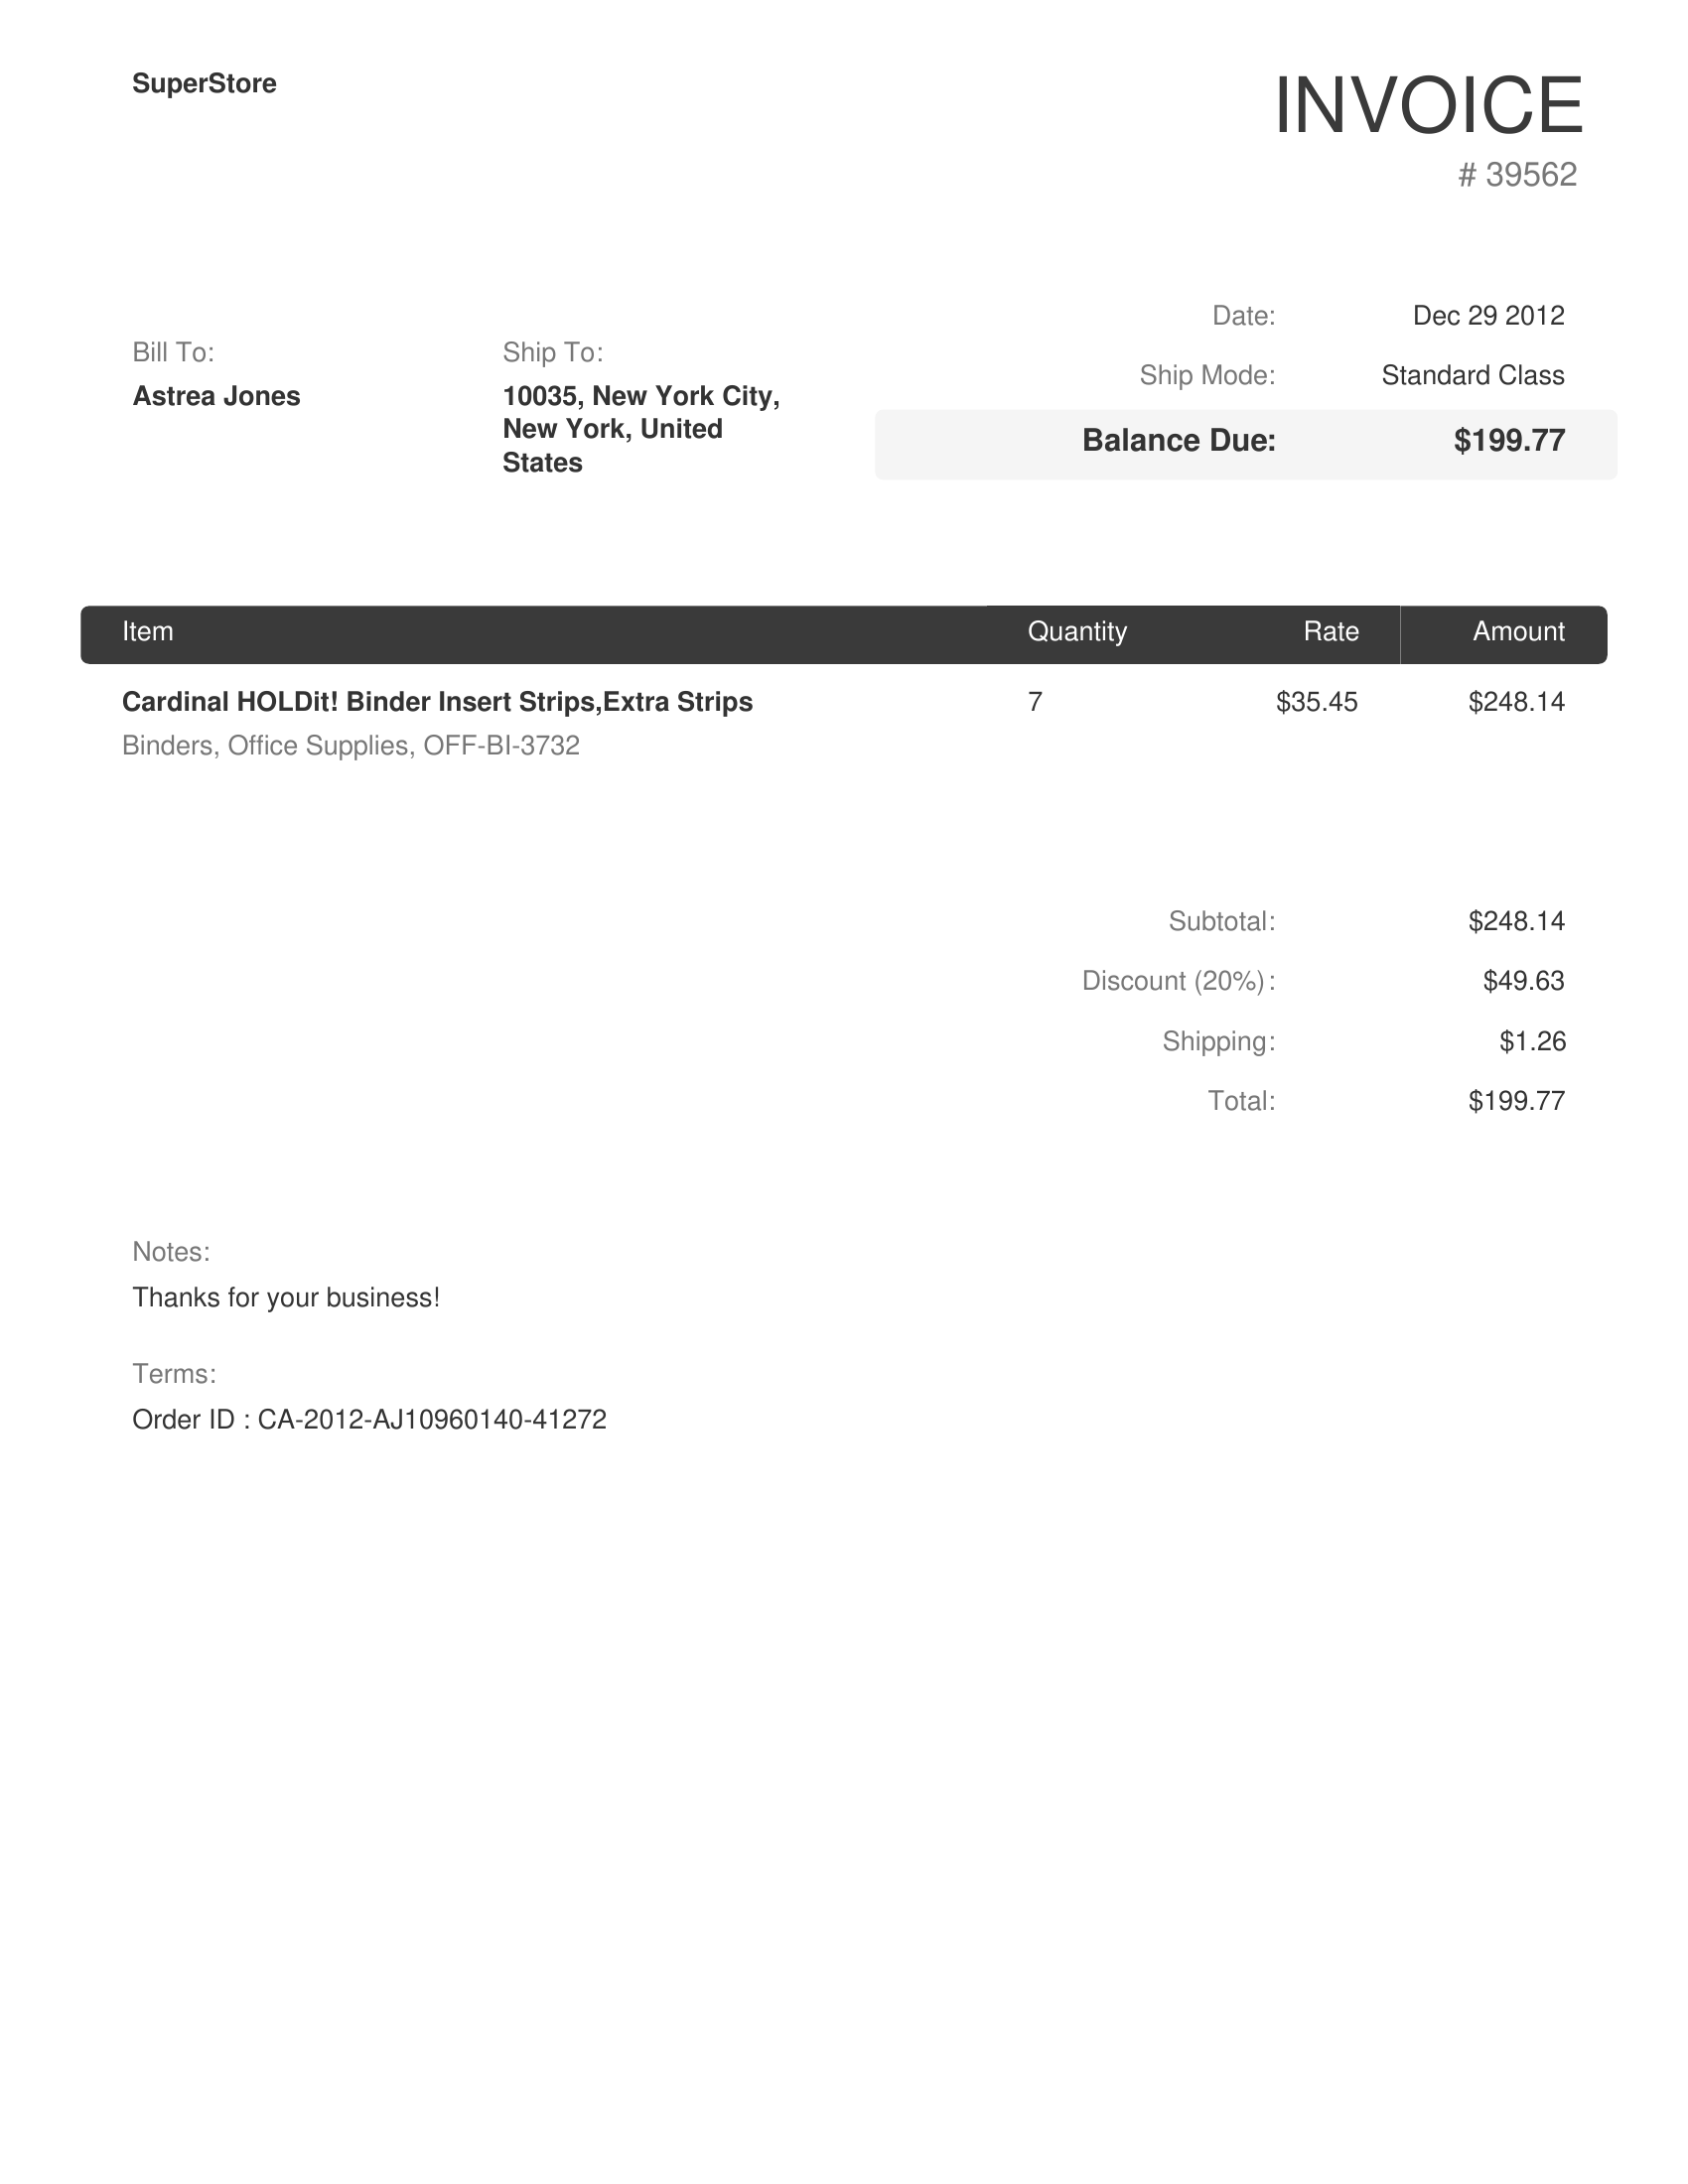 SuperStore
INVOICE
# 39562
Date: Dec 29 2012
Ship Mode: Standard Class
Balance Due: $199.77
Bill To:
Astrea Jones
Ship To:
10035, New York City,
New York, United
States
Item Quantity Rate Amount
Cardinal HOLDit! Binder Insert Strips,Extra Strips 7 $35.45 $248.14
Binders, Office Supplies, OFF-BI-3732
Subtotal: $248.14
Discount (20%): $49.63
Shipping: $1.26
Total: $199.77
Notes:
Thanks for your business!
Terms:
Order ID : CA-2012-AJ10960140-41272